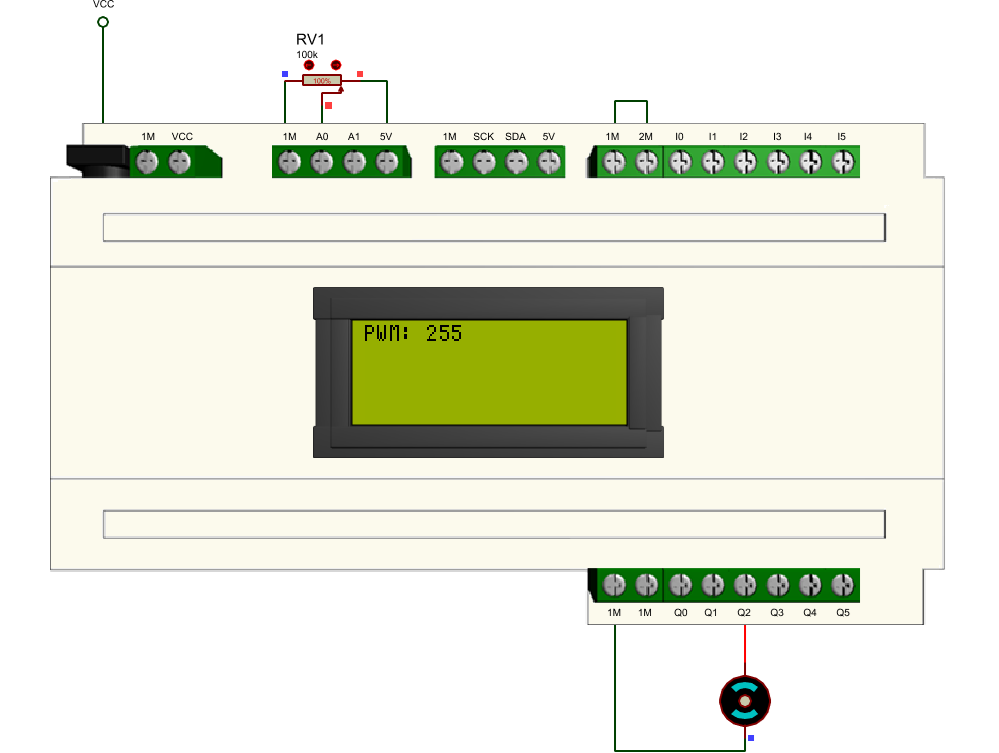 VCC
RV1
100k
100%
1M VCC
1M A0 A1 5V
1M SCK SDA 5V
1M 2M I0 I1 I2 I3 I4 I5
PWM: 255
1M 1M Q0 Q1 Q2 Q3 Q4 Q5